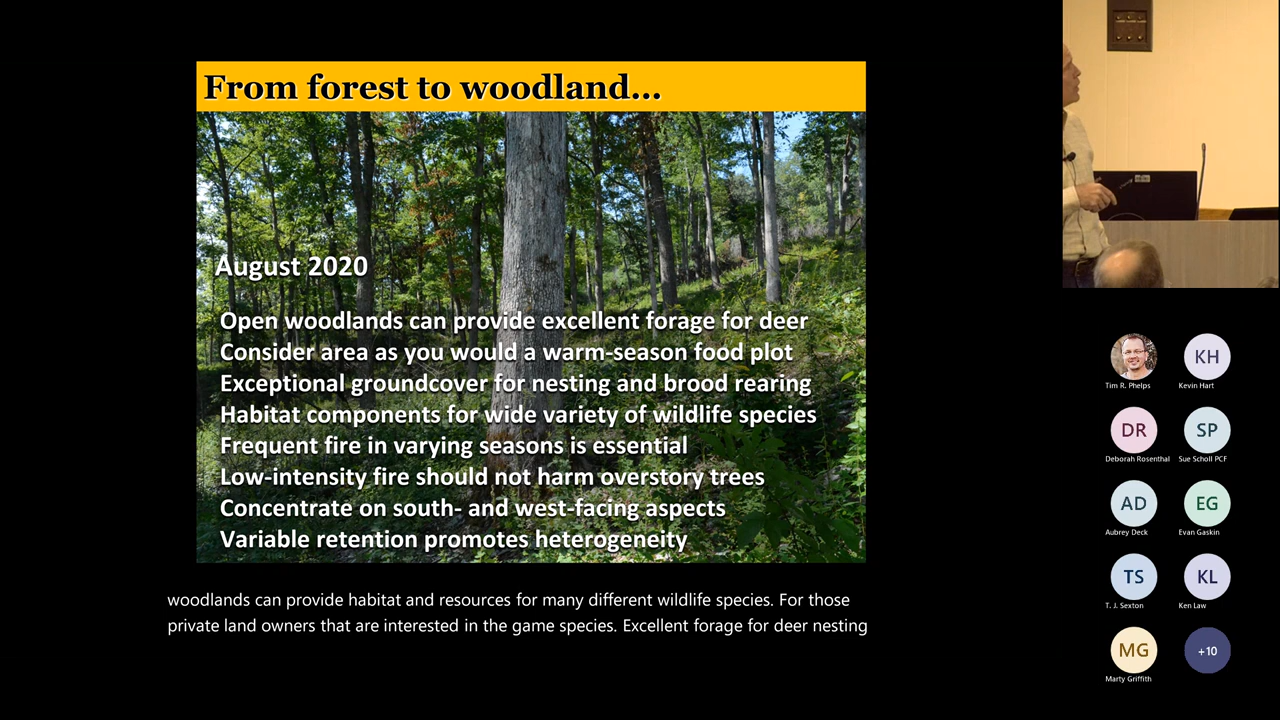 From forest to woodland...
August 2020
Open woodlands can provide excellent forage for deer
Consider area as you would a warm-season food plot
Exceptional groundcover for nesting and brood rearing
Habitat components for wide variety of wildlife species
Frequent fire in varying seasons is essential
Low-intensity fire should not harm overstory trees
Concentrate on south- and west-facing aspects
Variable retention promotes heterogeneity
woodlands can provide habitat and resources for many different wildlife species. For those
private land owners that are interested in the game species. Excellent forage for deer nesting
Tim R. Phelps
KH
Kevin Hart
DR
Deborah Rosenthal
SP
Sue Scholl PCF
AD
Aubrey Deck
EG
Evan Gaskin
TS
T. J. Sexton
KL
Ken Law
MG
Marty Griffith
+10